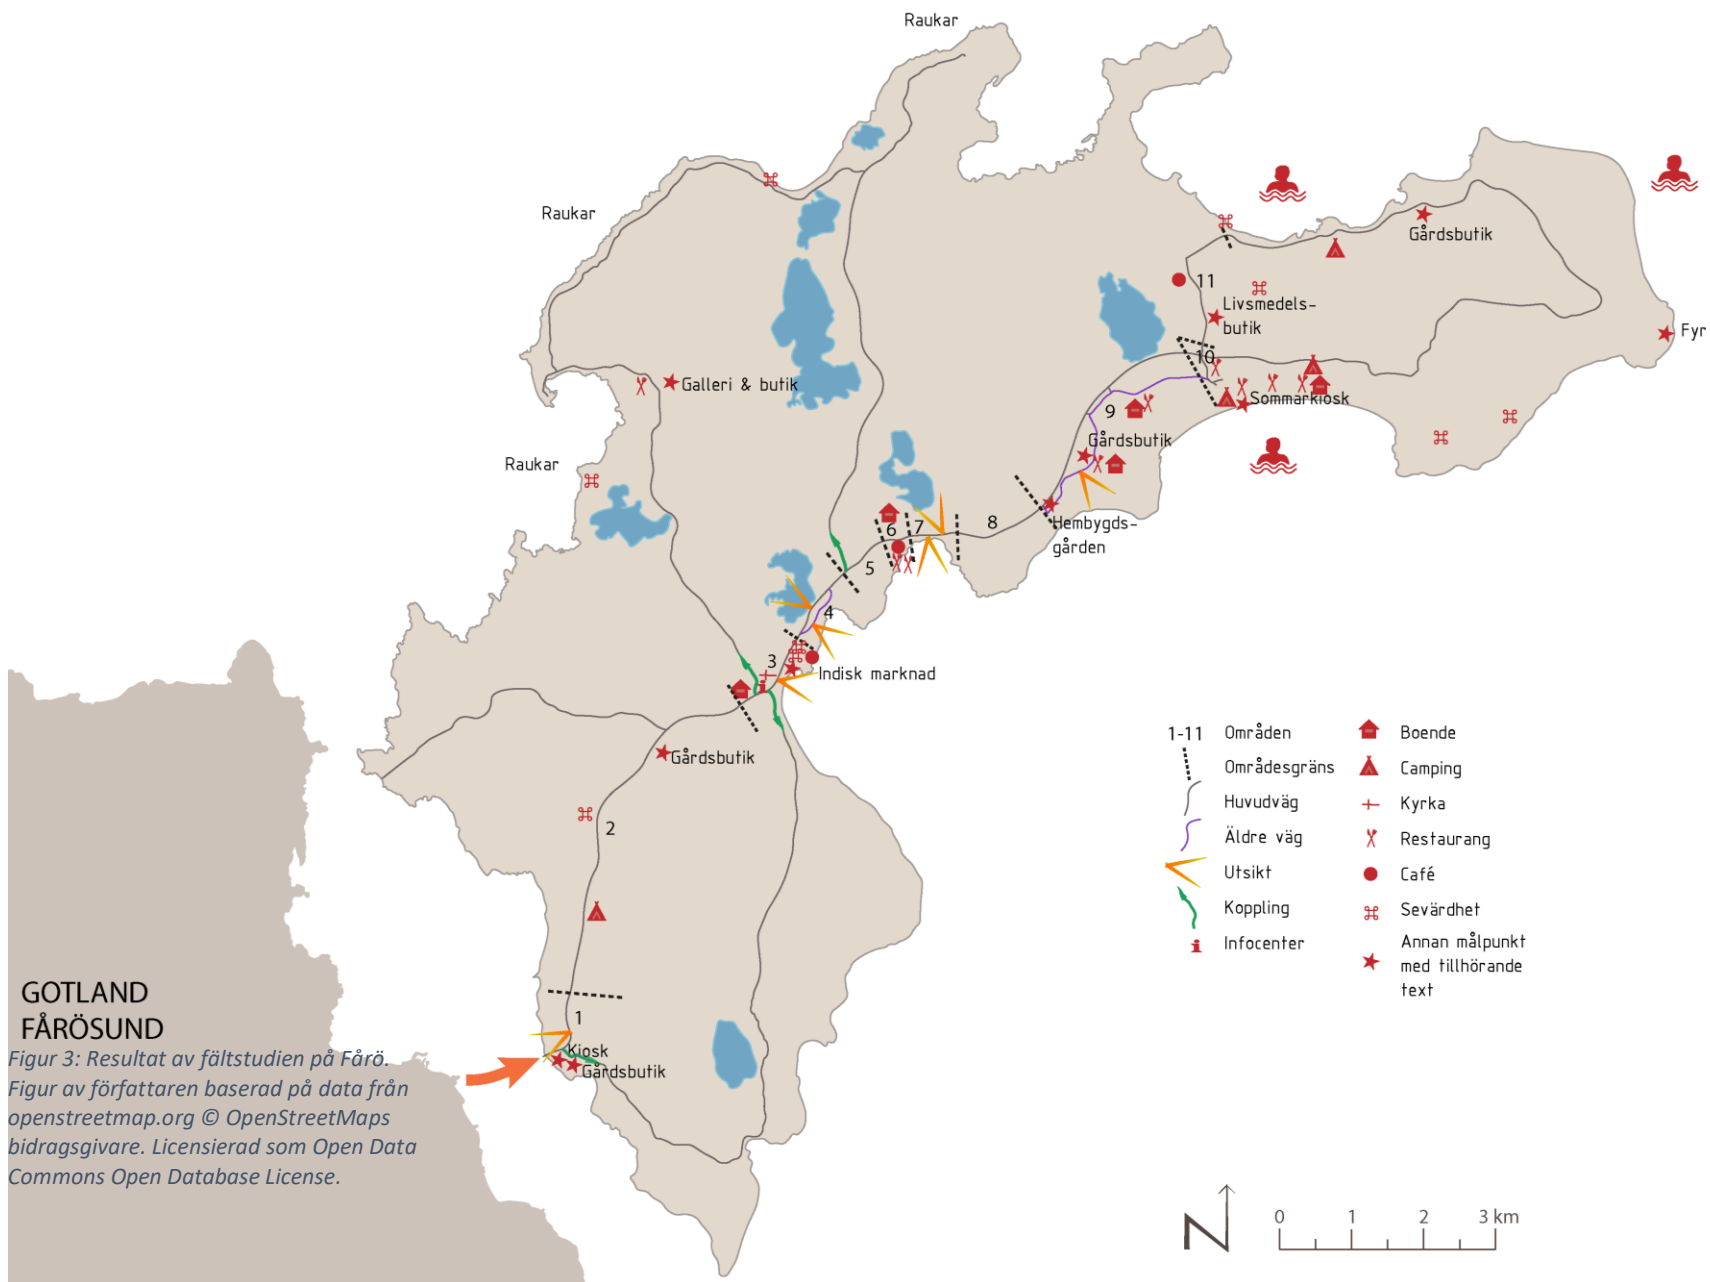 Raukar
Raukar
Gårdsbutik
11
Livsmedels-
butik
Fyr
10
Galleri & butik
Sommarkiosk
9
Gårdsbutik
Raukar
8
7
6
Hembygds-
gården
5
4
3
Indisk marknad
Gårdsbutik
2
1
Kiosk
Gårdsbutik
GOTLAND
FÅRÖSUND
Figur 3: Resultat av fältstudien på Fårö.
Figur av författaren baserad på data från
openstreetmap.org © OpenStreetMaps
bidragsgivare. Licensierad som Open Data
Commons Open Database License.
1-11 Områden
Områdesgräns
Huvudväg
Äldre väg
Utsikt
Koppling
Infocenter
Boende
Camping
Kyrka
Restaurang
Café
Sevärdhet
Annan målpunkt
med tillhörande
text
N
0 1 2 3 km